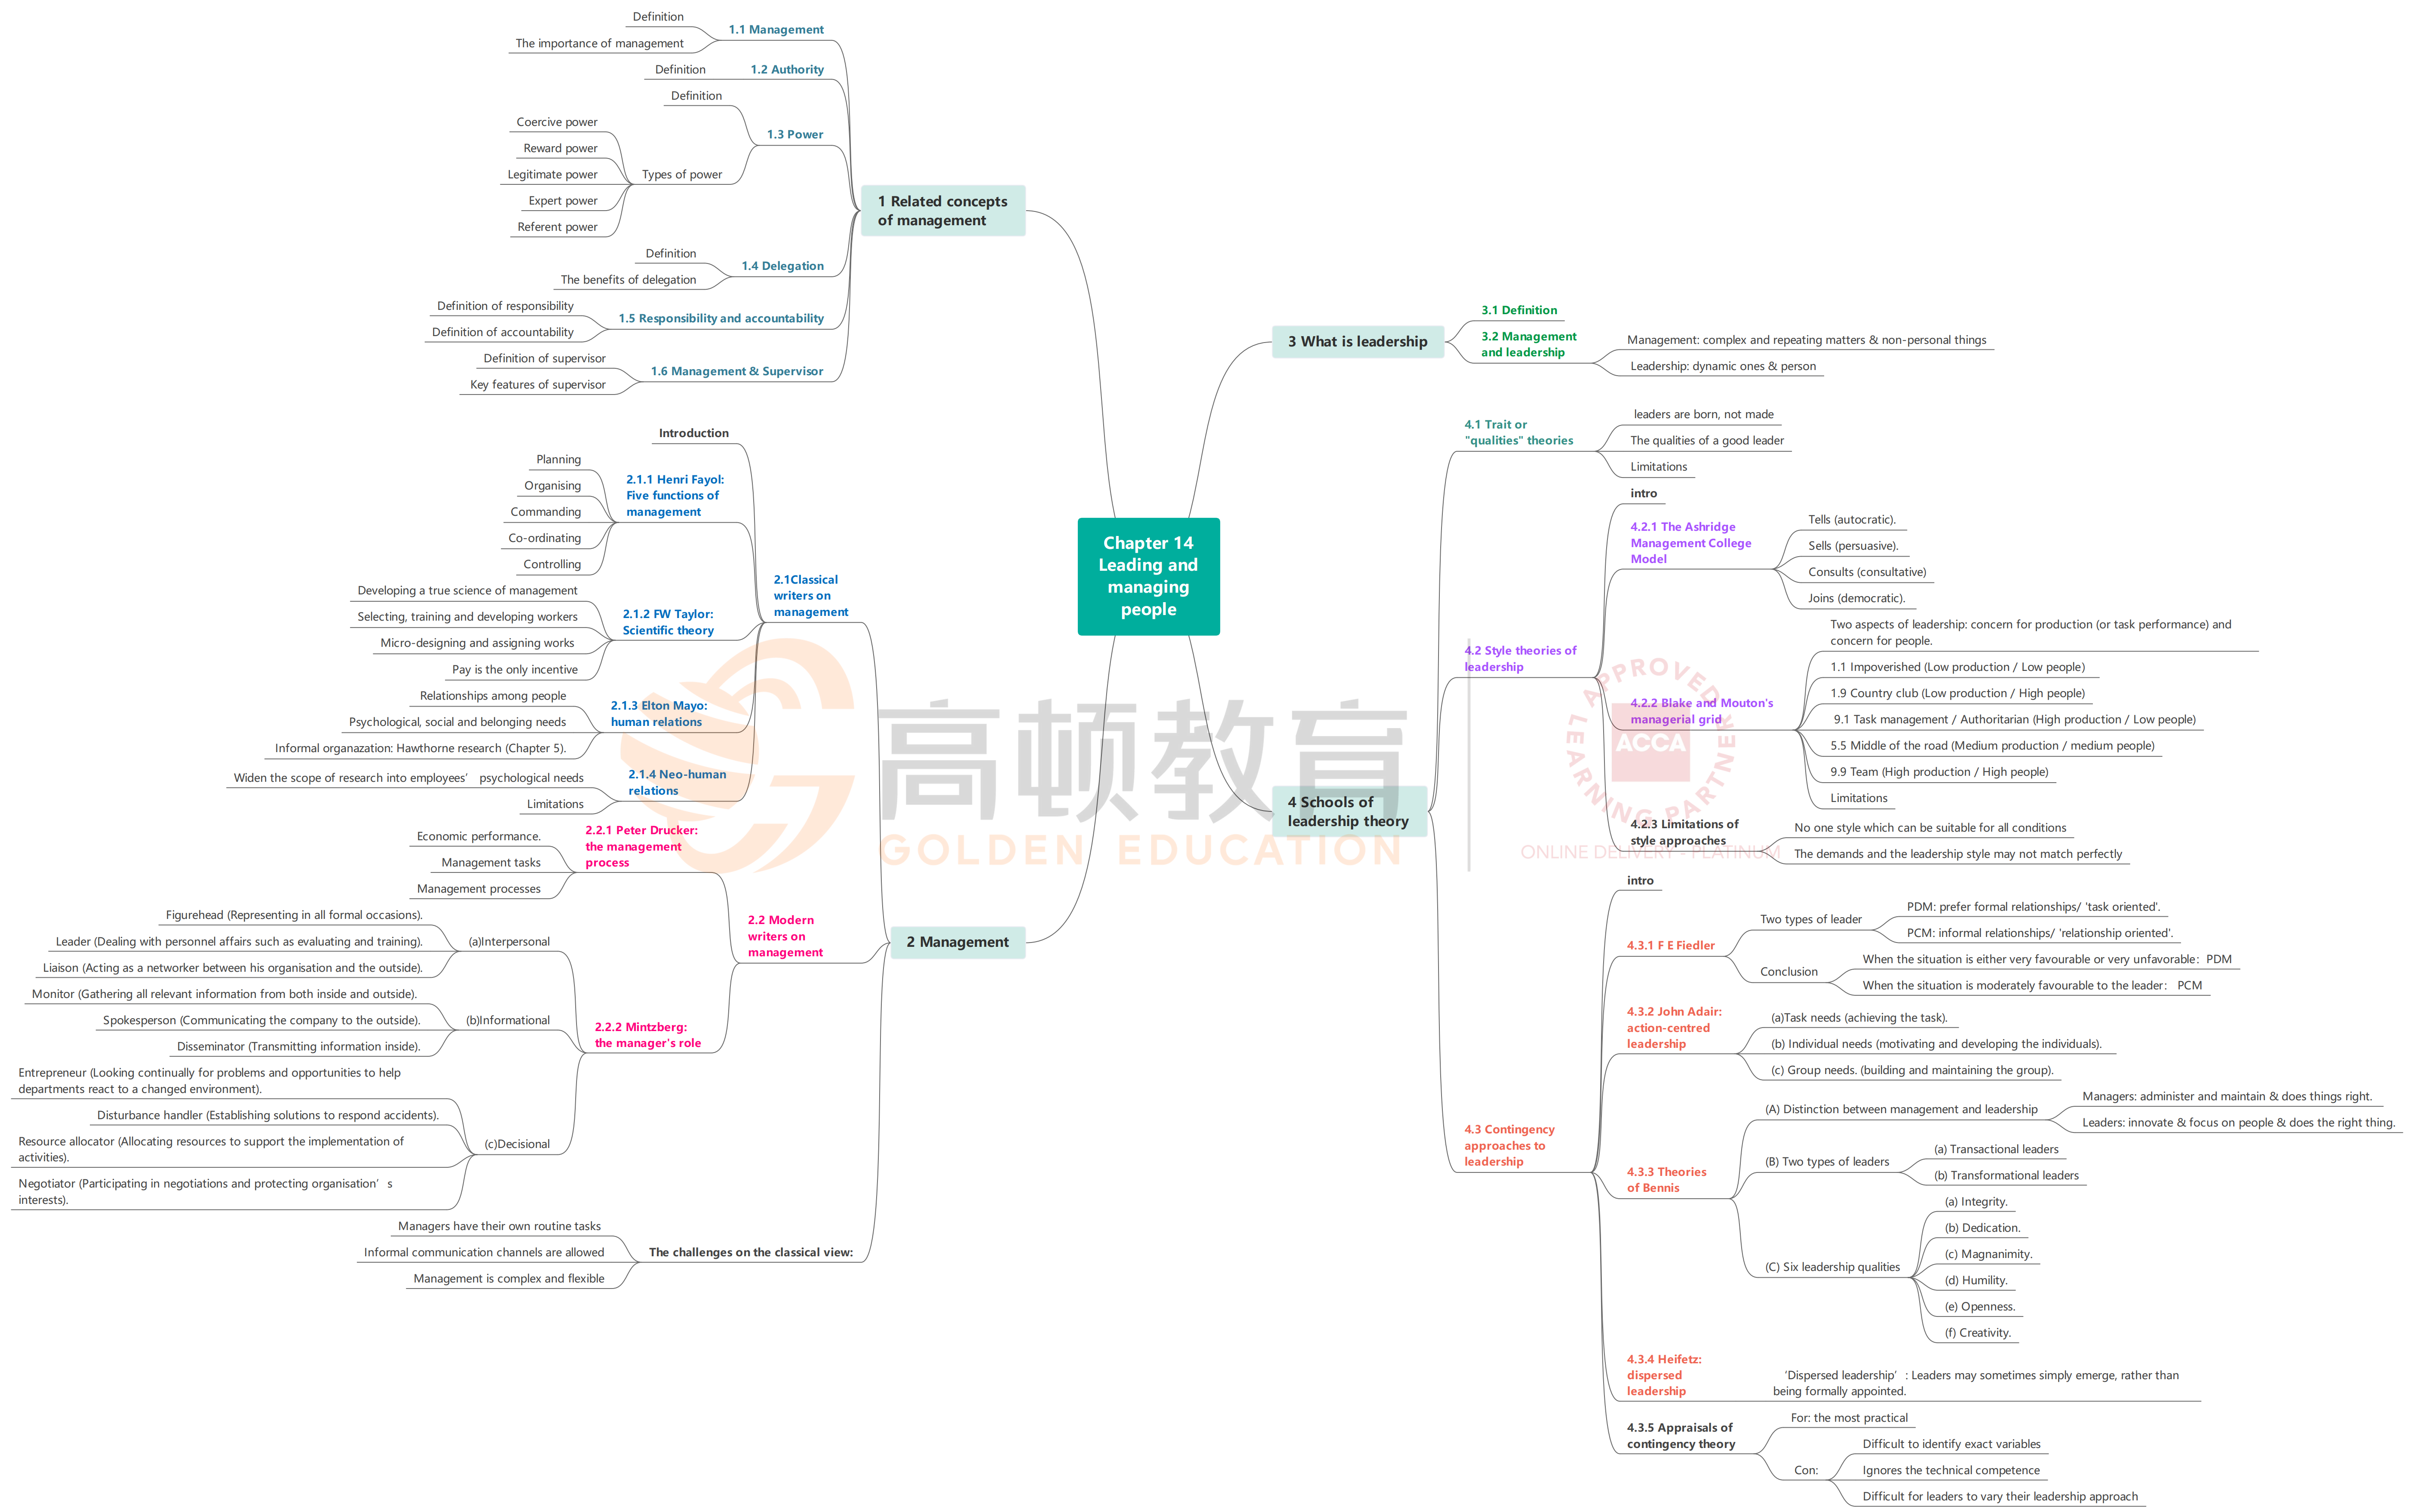 Chapter 14
Leading and
managing
people
1 Related concepts
of management
1.1 Management
Definition
The importance of management
1.2 Authority
Definition
1.3 Power
Definition
Types of power
Coercive power
Reward power
Legitimate power
Expert power
Referent power
1.4 Delegation
Definition
The benefits of delegation
1.5 Responsibility and accountability
Definition of responsibility
Definition of accountability
1.6 Management & Supervisor
Definition of supervisor
Key features of supervisor
2 Management
2.1Classical
writers on
management
Introduction
2.1.1 Henri Fayol:
Five functions of
management
Planning
Organising
Commanding
Co-ordinating
Controlling
2.1.2 FW Taylor:
Scientific theory
Developing a true science of management
Selecting, training and developing workers
Micro-designing and assigning works
Pay is the only incentive
2.1.3 Elton Mayo:
human relations
Relationships among people
Psychological, social and belonging needs
Informal organazation: Hawthorne research (Chapter 5).
2.1.4 Neo-human
relations
Widen the scope of research into employees’ psychological needs
Limitations
2.2 Modern
writers on
management
2.2.1 Peter Drucker:
the management
process
Economic performance.
Management tasks
Management processes
2.2.2 Mintzberg:
the manager's role
(a)Interpersonal
Figurehead (Representing in all formal occasions).
Leader (Dealing with personnel affairs such as evaluating and training).
Liaison (Acting as a networker between his organisation and the outside).
(b)Informational
Monitor (Gathering all relevant information from both inside and outside).
Spokesperson (Communicating the company to the outside).
Disseminator (Transmitting information inside).
(c)Decisional
Entrepreneur (Looking continually for problems and opportunities to help
departments react to a changed environment).
Disturbance handler (Establishing solutions to respond accidents).
Resource allocator (Allocating resources to support the implementation of
activities).
Negotiator (Participating in negotiations and protecting organisation’s
interests).
The challenges on the classical view:
Managers have their own routine tasks
Informal communication channels are allowed
Management is complex and flexible
3 What is leadership
3.1 Definition
3.2 Management
and leadership
Management: complex and repeating matters & non-personal things
Leadership: dynamic ones & person
4 Schools of
leadership theory
4.1 Trait or
"qualities" theories
leaders are born, not made
The qualities of a good leader
Limitations
4.2 Style theories of
leadership
intro
4.2.1 The Ashridge
Management College
Model
Tells (autocratic).
Sells (persuasive).
Consults (consultative)
Joins (democratic).
4.2.2 Blake and Mouton's
managerial grid
Two aspects of leadership: concern for production (or task performance) and
concern for people.
1.1 Impoverished (Low production / Low people)
1.9 Country club (Low production / High people)
9.1 Task management / Authoritarian (High production / Low people)
5.5 Middle of the road (Medium production / medium people)
9.9 Team (High production / High people)
Limitations
4.2.3 Limitations of
style approaches
No one style which can be suitable for all conditions
The demands and the leadership style may not match perfectly
4.3 Contingency
approaches to
leadership
intro
4.3.1 F E Fiedler
Two types of leader
PDM: prefer formal relationships/ 'task oriented'.
PCM: informal relationships/ 'relationship oriented'.
Conclusion
When the situation is either very favourable or very unfavorable: PDM
When the situation is moderately favourable to the leader: PCM
4.3.2 John Adair:
action-centred
leadership
(a)Task needs (achieving the task).
(b) Individual needs (motivating and developing the individuals).
(c) Group needs. (building and maintaining the group).
4.3.3 Theories
of Bennis
(A) Distinction between management and leadership
Managers: administer and maintain & does things right.
Leaders: innovate & focus on people & does the right thing.
(B) Two types of leaders
(a) Transactional leaders
(b) Transformational leaders
(C) Six leadership qualities
(a) Integrity.
(b) Dedication.
(c) Magnanimity.
(d) Humility.
(e) Openness.
(f) Creativity.
4.3.4 Heifetz:
dispersed
leadership
‘Dispersed leadership’: Leaders may sometimes simply emerge, rather than
being formally appointed.
4.3.5 Appraisals of
contingency theory
For: the most practical
Con:
Difficult to identify exact variables
Ignores the technical competence
Difficult for leaders to vary their leadership approach
高顿教育
GOLDEN EDUCATION
APPROVED
ACCA
LEARNING PARTNER
ONLINE DELIVERY - PLATINUM